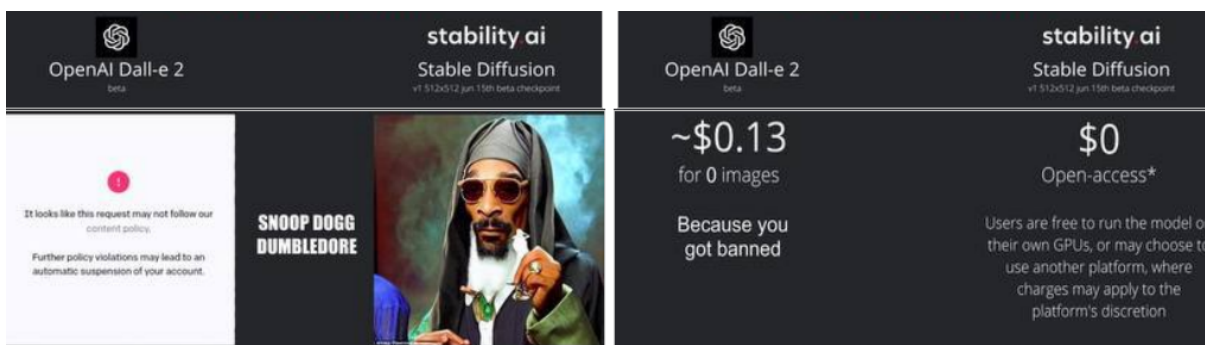 OpenAI Dall-e 2
beta
stability.ai
Stable Diffusion
v1 512x512 jun 15th beta checkpoint
!
It looks like this request may not follow our
content policy.
Further policy violations may lead to an
automatic suspension of your account.
SNOOP DOGG
DUMBLEDORE
OpenAI Dall-e 2
beta
stability.ai
Stable Diffusion
v1 512x512 jun 15th beta checkpoint
~$0.13
for 0 images
Because you
got banned
$0
Open-access*
Users are free to run the model o
their own GPUs, or may choose to
use another platform, where
charges may apply to the
platform's discretion